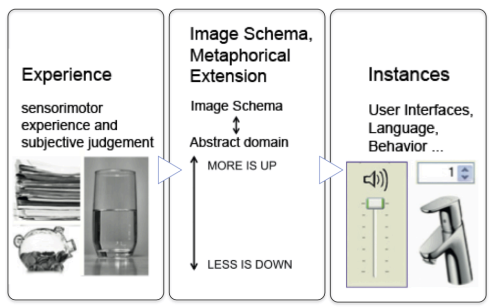 Experience
sensorimotor
experience and
subjective judgement
Image Schema,
Metaphorical
Extension
Image Schema
Abstract domain
MORE IS UP
LESS IS DOWN
Instances
User Interfaces,
Language,
Behavior ...
1